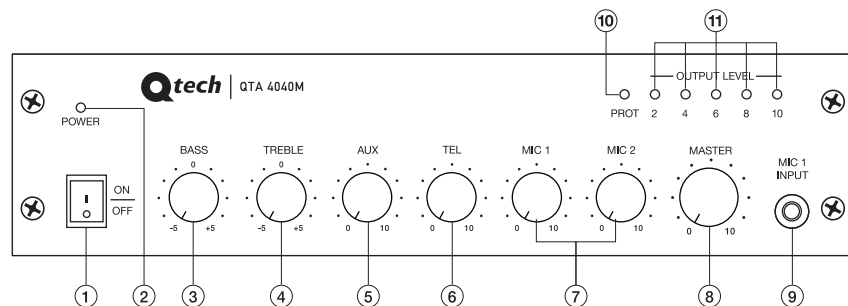 10 11
Qtech QTA 4040M
OUTPUT LEVEL
POWER
PROT 2 4 6 8 10
BASS TREBLE AUX TEL MIC 1 MIC 2 MASTER MIC 1
INPUT
0 0
I ON
OFF
-5 +5 -5 +5 0 10 0 10 0 10 0 10 0 10
1 2 3 4 5 6 7 8 9